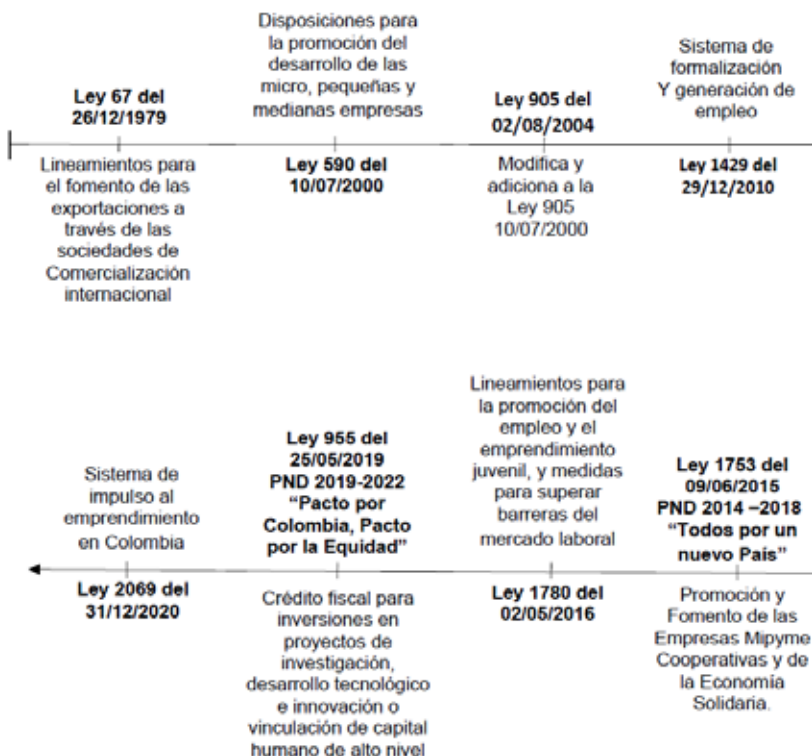 Ley 67 del
26/12/1979
Lineamientos para
el fomento de las
exportaciones a
través de las
sociedades de
Comercialización
internacional
Disposiciones para
la promoción del
desarrollo de las
micro, pequeñas y
medianas empresas
Ley 590 del
10/07/2000
Ley 905 del
02/08/2004
Modifica y
adiciona a la
Ley 905
10/07/2000
Sistema de
formalización
Y generación de
empleo
Ley 1429 del
29/12/2010
Sistema de
impulso al
emprendimiento
en Colombia
Ley 2069 del
31/12/2020
Ley 955 del
25/05/2019
PND 2019-2022
“Pacto por
Colombia, Pacto
por la Equidad”
Crédito fiscal para
inversiones en
proyectos de
investigación,
desarrollo tecnológico
e innovación o
vinculación de capital
humano de alto nivel
Lineamientos para
la promoción del
empleo y el
emprendimiento
juvenil, y medidas
para superar
barreras del
mercado laboral
Ley 1780 del
02/05/2016
Ley 1753 del
09/06/2015
PND 2014 –2018
“Todos por un
nuevo País”
Promoción y
Fomento de las
Empresas Mipyme
Cooperativas y de
la Economía
Solidaria.